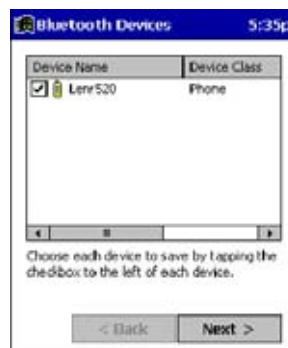 Bluetooth Devices 5:35p
Device Name Device Class
Lenr520 Phone
Choose each device to save by tapping the
checkbox to the left of each device.
< Back Next >